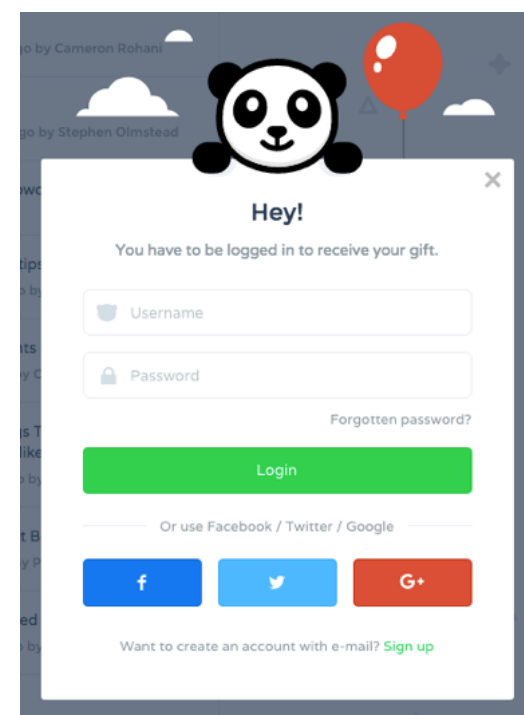 go by Cameron Rohani
go by Stephen Olmstead
Hey!
You have to be logged in to receive your gift.
tips
Username
Password
Forgotten password?
like
Login
Or use Facebook / Twitter / Google
f
G+
Want to create an account with e-mail? Sign up